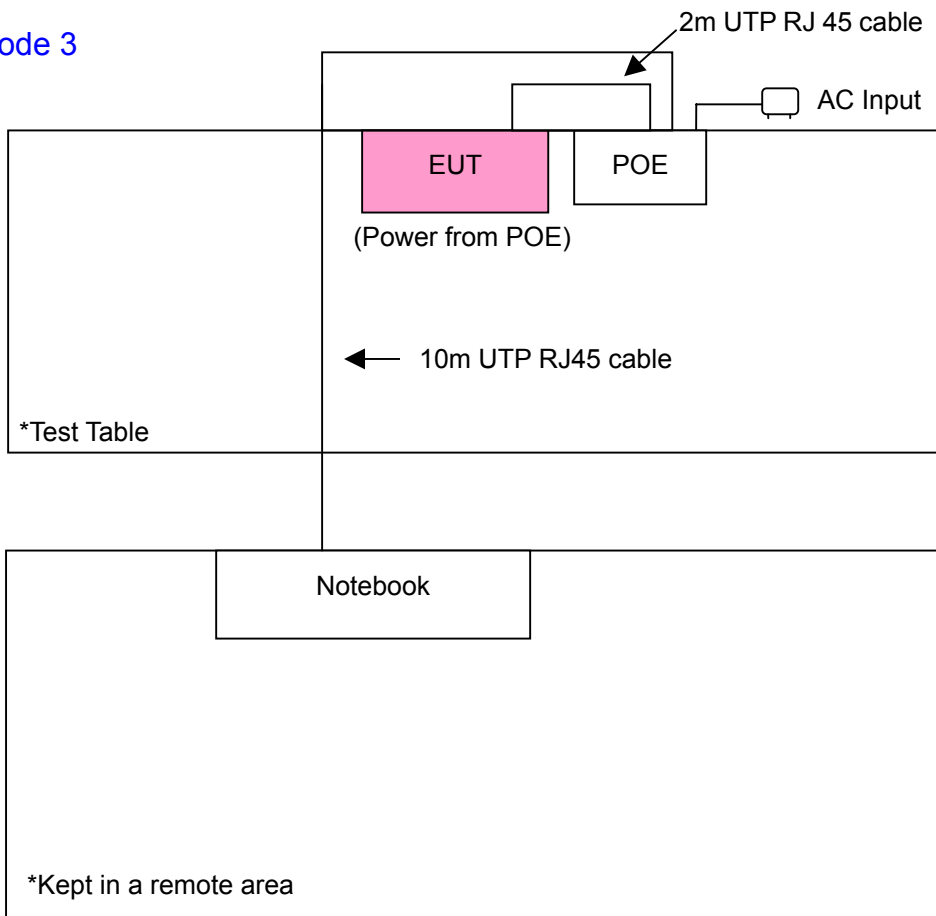 ode 3
2m UTP RJ 45 cable
AC Input
EUT
POE
(Power from POE)
10m UTP RJ45 cable
*Test Table
Notebook
*Kept in a remote area